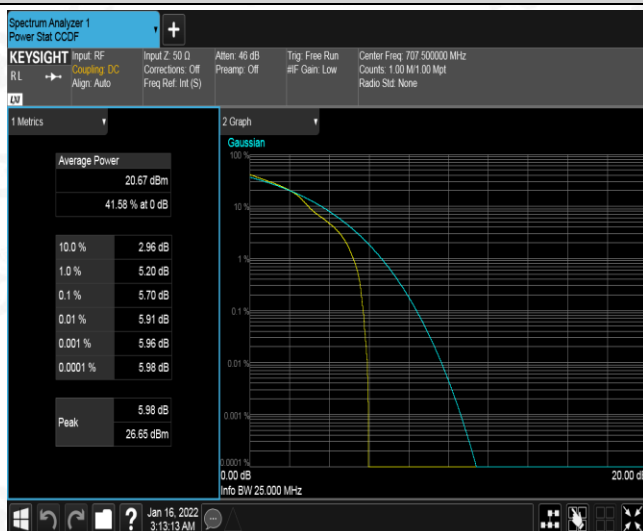 Spectrum Analyzer 1
Power Stat CCDF
+
KEYSIGHT
RL
LXI
Input: RF
Coupling: DC
Align: Auto
Input Z: 50 Ω
Corrections: Off
Freq Ref: Int (S)
Atten: 46 dB
Preamp: Off
Trig: Free Run
#IF Gain: Low
Center Freq: 707.500000 MHz
Counts: 1.00 M/1.00 Mpt
Radio Std: None
1 Metrics
Average Power
20.67 dBm
41.58 % at 0 dB
10.0 % 2.96 dB
1.0 % 5.20 dB
0.1 % 5.70 dB
0.01 % 5.91 dB
0.001 % 5.96 dB
0.0001 % 5.98 dB
Peak
5.98 dB
26.65 dBm
2 Graph
Gaussian
100 %
10 %
1 %
0.1 %
0.01 %
0.001 %
0.0001 %
0.00 dB
20.00 dB
Info BW 25.000 MHz
?
Jan 16, 2022
3:13:13 AM